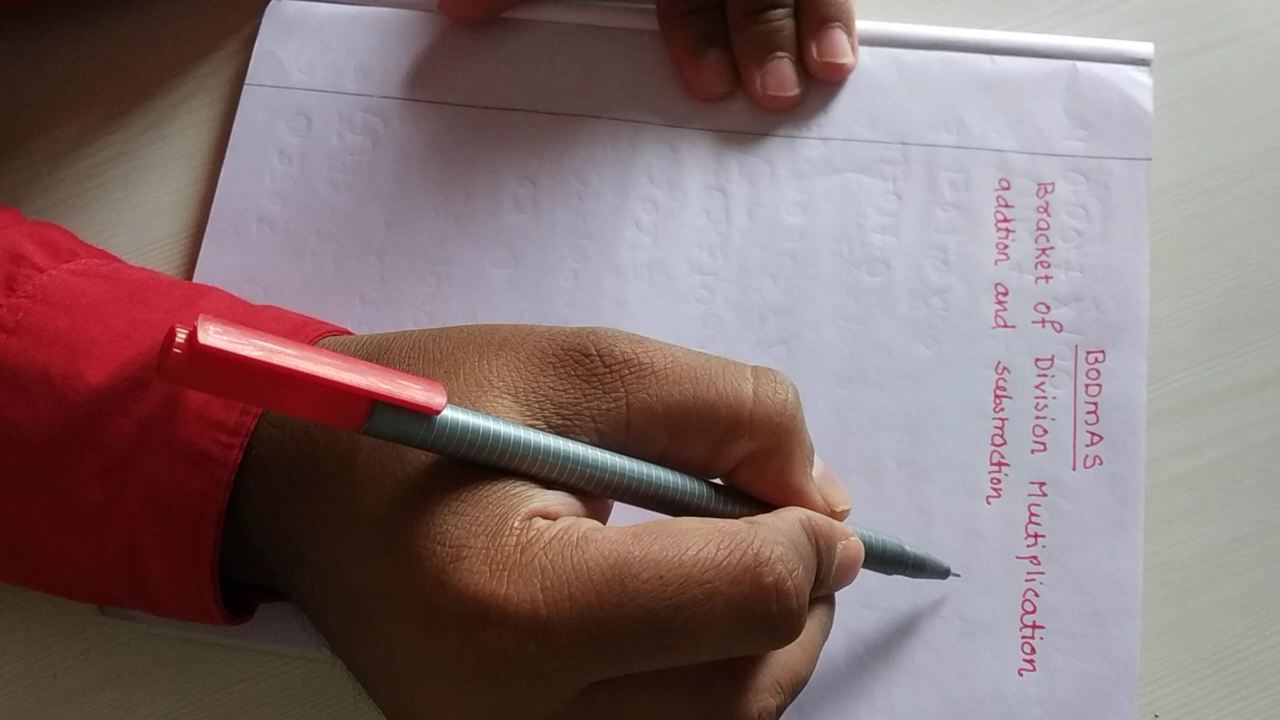 BODMAS
Bracket of Division Multiplication
addtion and substraction